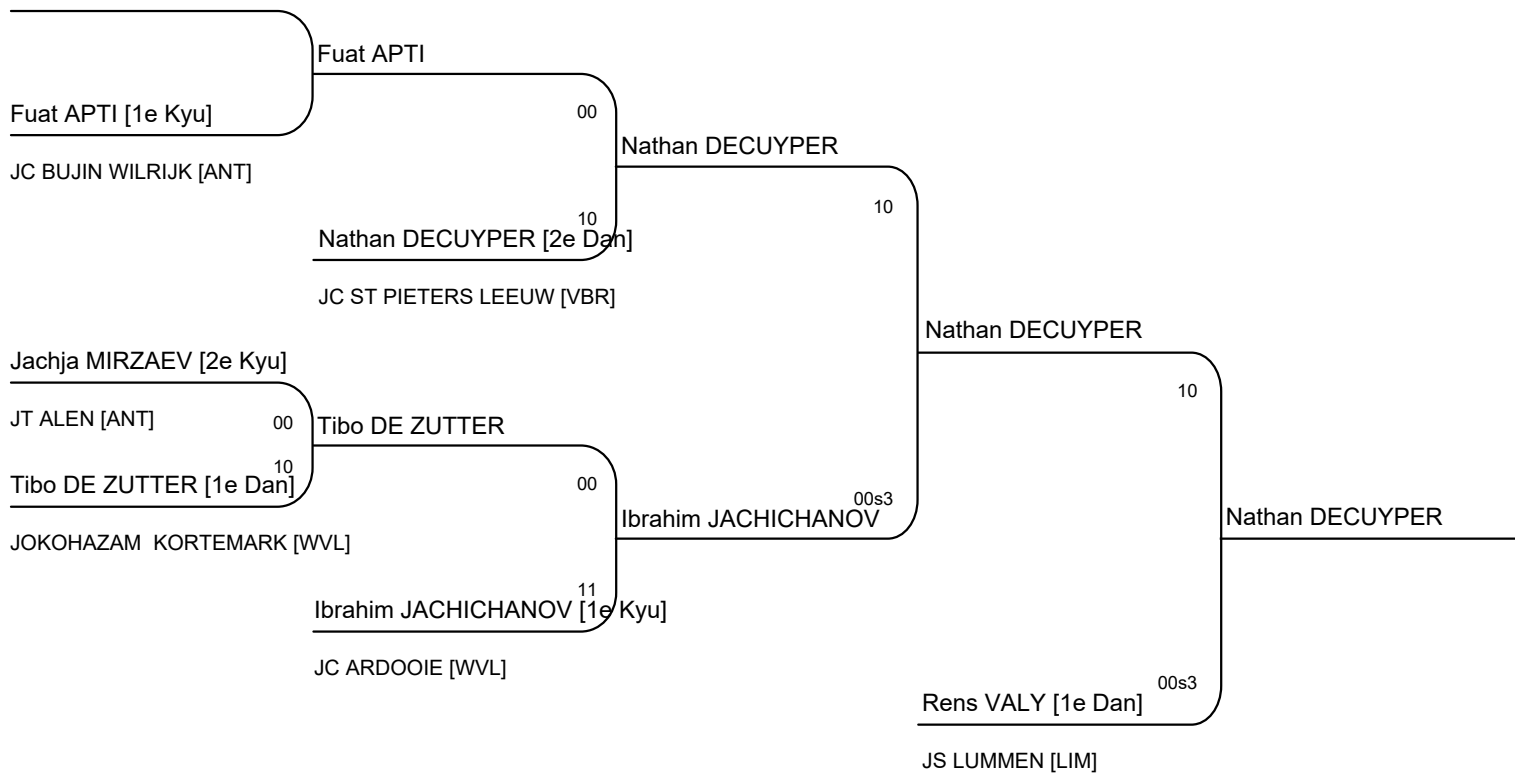 Fuat APTI
00
Fuat APTI [1e Kyu]
Nathan DECUYPER
JC BUJIN WILRIJK [ANT]
10
10
Nathan DECUYPER [2e Dan]
JC ST PIETERS LEEUW [VBR]
Nathan DECUYPER
Jachja MIRZAEV [2e Kyu]
10
JT ALEN [ANT]
00
Tibo DE ZUTTER
10
Tibo DE ZUTTER [1e Dan]
00
00s3
Ibrahim JACHICHANOV
Nathan DECUYPER
JOKOHAZAM  KORTEMARK [WVL]
11
Ibrahim JACHICHANOV [1e Kyu]
JC ARDOOIE [WVL]
00s3
Rens VALY [1e Dan]
JS LUMMEN [LIM]